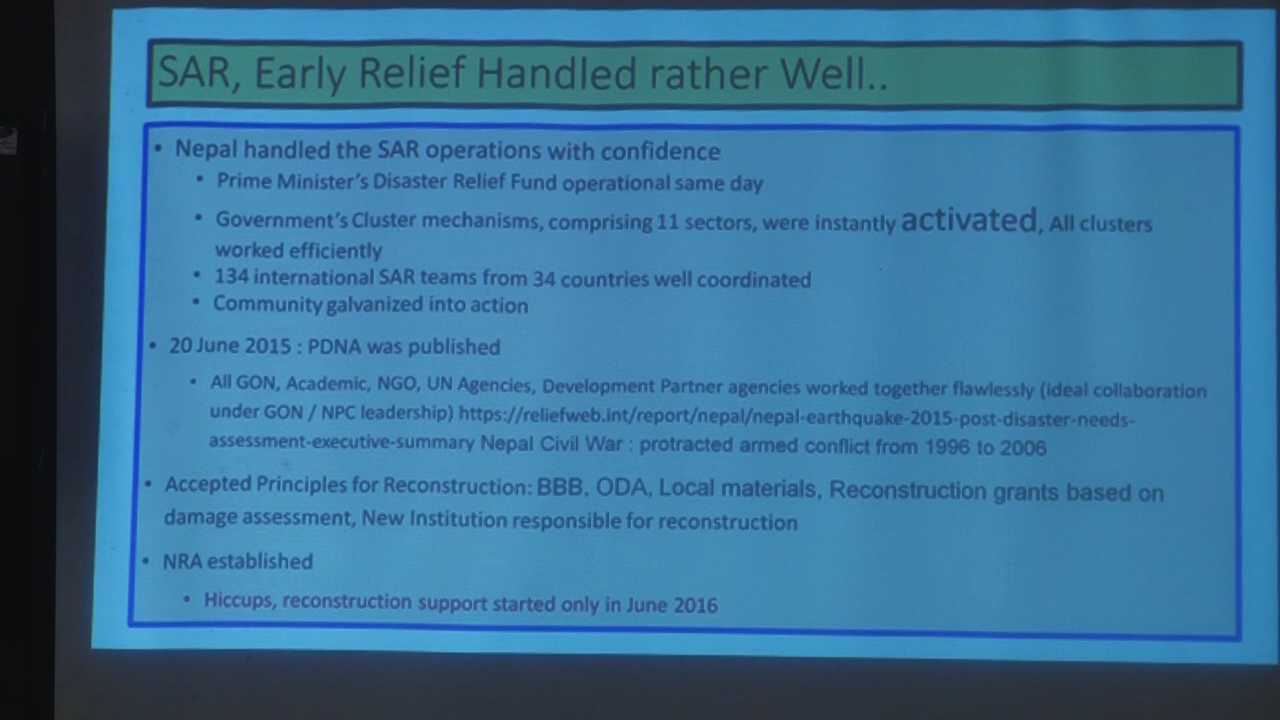 SAR, Early Relief Handled rather Well..
• Nepal handled the SAR operations with confidence
• Prime Minister's Disaster Relief Fund operational same day
• Government's Cluster mechanisms, comprising 11 sectors, were instantly activated, All clusters
worked efficiently
• 134 international SAR teams from 34 countries well coordinated
• Community galvanized into action
• 20 June 2015 : PDNA was published
• All GON, Academic, NGO, UN Agencies, Development Partner agencies worked together flawlessly (ideal collaboration
under GON / NPC leadership) https://reliefweb.int/report/nepal/nepal-earthquake-2015-post-disaster-needs-
assessment-executive-summary Nepal Civil War : protracted armed conflict from 1996 to 2006
• Accepted Principles for Reconstruction: BBB, ODA, Local materials, Reconstruction grants based on
damage assessment, New Institution responsible for reconstruction
• NRA established
• Hiccups, reconstruction support started only in June 2016